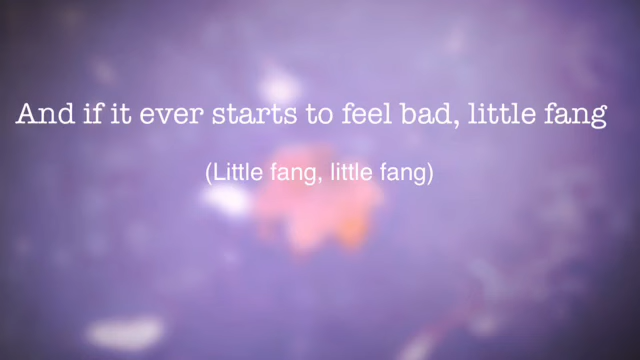 And if it ever starts to feel bad, little fang
(Little fang, little fang)